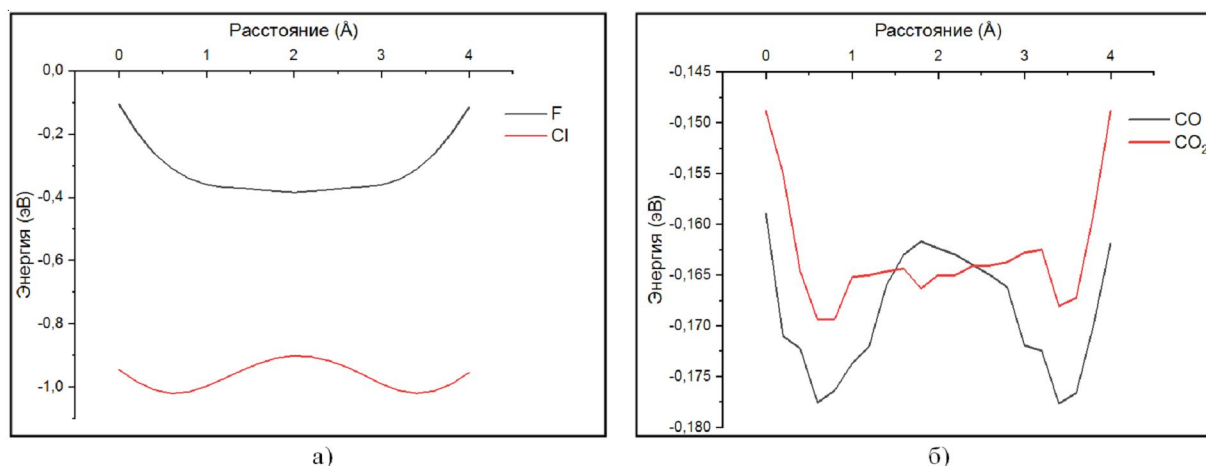 Расстояние (Å)
0 1 2 3 4
0,0
-0,2
-0,4
-0,6
-0,8
-1,0
Энергия (эВ)
F
Cl
а)
Расстояние (Å)
0 1 2 3 4
-0,145
-0,150
-0,155
-0,160
-0,165
-0,170
-0,175
-0,180
Энергия (эВ)
CO
CO₂
б)